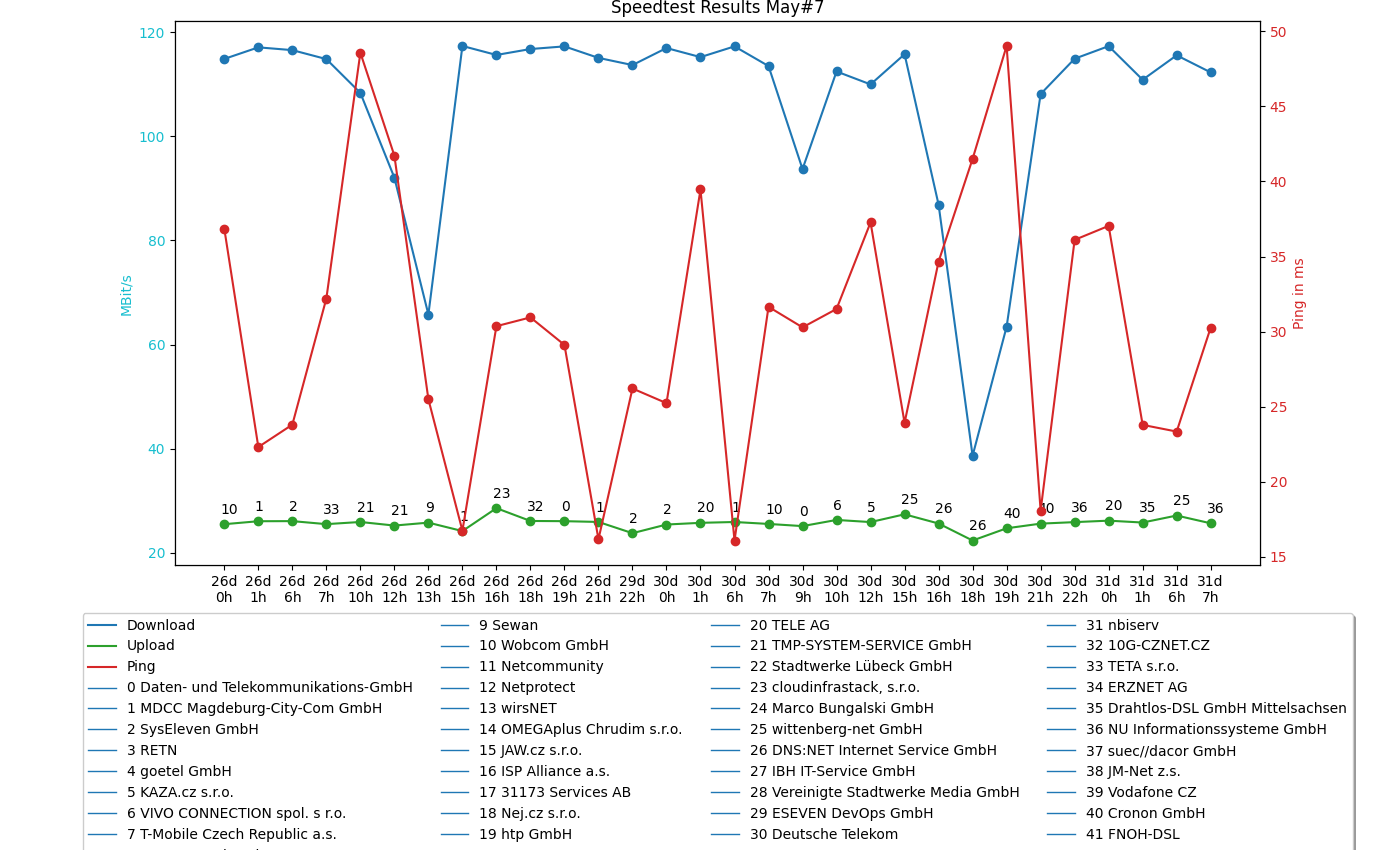 Speedtest Results May#7
120
100
80
60
40
20
MBit/s
50
45
40
35
30
25
20
15
Ping in ms
10 1 2 33 21 21 9 1 23 32 0 1 2 2 20 1 10 0 6 5 25 26 26 40 40 36 20 35 25 36
26d 26d 26d 26d 26d 26d 26d 26d 26d 26d 26d 26d 29d 30d 30d 30d 30d 30d 30d 30d 30d 30d 30d 30d 30d 30d 31d 31d 31d 31d
0h 1h 6h 7h 10h 12h 13h 15h 16h 18h 19h 21h 22h 0h 1h 6h 7h 9h 10h 12h 15h 16h 18h 19h 21h 22h 0h 1h 6h 7h
Download
Upload
Ping
0 Daten- und Telekommunikations-GmbH
1 MDCC Magdeburg-City-Com GmbH
2 SysEleven GmbH
3 RETN
4 goetel GmbH
5 KAZA.cz s.r.o.
6 VIVO CONNECTION spol. s r.o.
7 T-Mobile Czech Republic a.s.
9 Sewan
10 Wobcom GmbH
11 Netcommunity
12 Netprotect
13 wirsNET
14 OMEGAplus Chrudim s.r.o.
15 JAW.cz s.r.o.
16 ISP Alliance a.s.
17 31173 Services AB
18 Nej.cz s.r.o.
19 htp GmbH
20 TELE AG
21 TMP-SYSTEM-SERVICE GmbH
22 Stadtwerke Lübeck GmbH
23 cloudinfrastack, s.r.o.
24 Marco Bungalski GmbH
25 wittenberg-net GmbH
26 DNS:NET Internet Service GmbH
27 IBH IT-Service GmbH
28 Vereinigte Stadtwerke Media GmbH
29 ESEVEN DevOps GmbH
30 Deutsche Telekom
31 nbiserv
32 10G-CZNET.CZ
33 TETA s.r.o.
34 ERZNET AG
35 Drahtlos-DSL GmbH Mittelsachsen
36 NU Informationssysteme GmbH
37 suec//dacor GmbH
38 JM-Net z.s.
39 Vodafone CZ
40 Cronon GmbH
41 FNOH-DSL